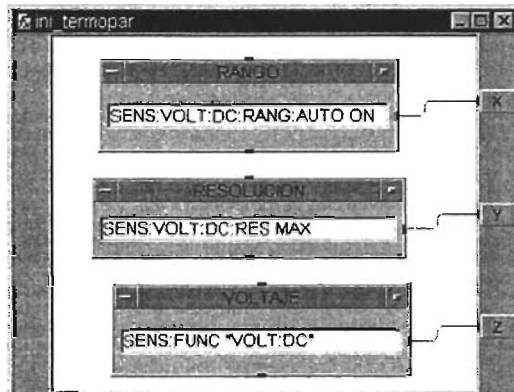 ini_termopar
RANGO
SENS:VOLT:DC:RANG:AUTO ON
X
RESOLUCION
SENS:VOLT:DC:RES MAX
Y
VOLTAJE
SENS:FUNC "VOLT:DC"
Z